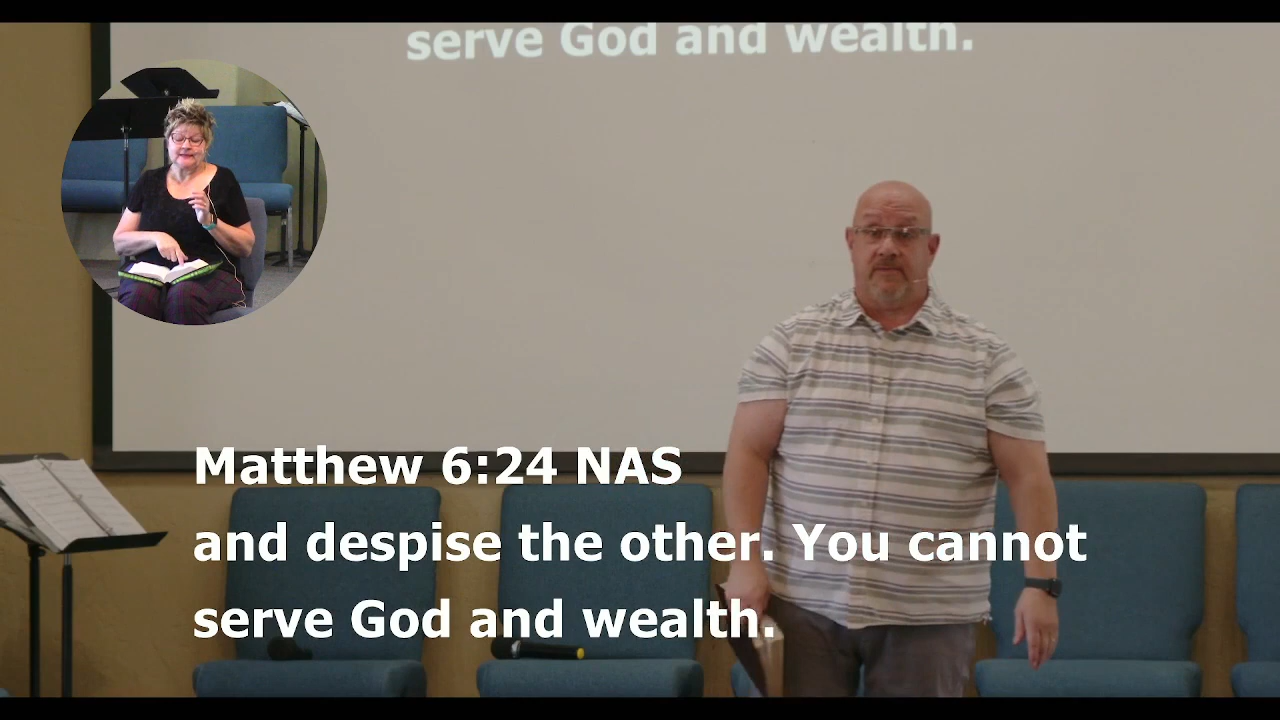 serve God and wealth.
Matthew 6:24 NAS
and despise the other. You cannot
serve God and wealth.